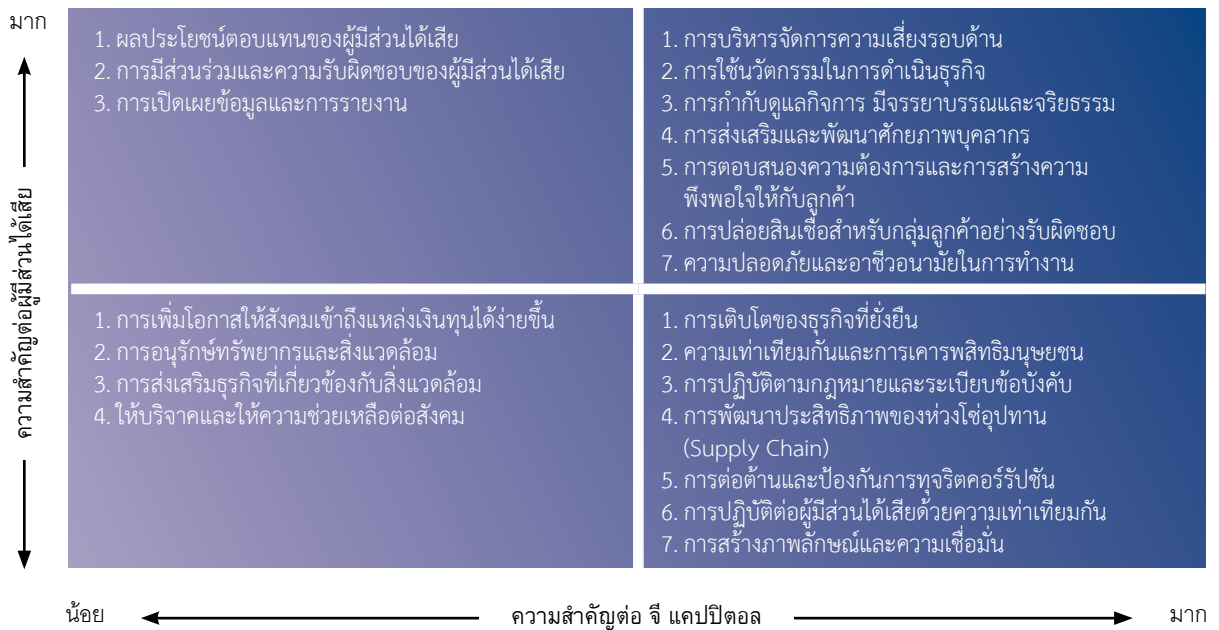 มาก
1. ผลประโยชน์ตอบแทนของผู้มีส่วนได้เสีย
2. การมีส่วนร่วมและความรับผิดชอบของผู้มีส่วนได้เสีย
3. การเปิดเผยข้อมูลและการรายงาน
1. การบริหารจัดการความเสี่ยงรอบด้าน
2. การใช้นวัตกรรมในการดำเนินธุรกิจ
3. การกำกับดูแลกิจการ มีจรรยาบรรณและจริยธรรม
4. การส่งเสริมและพัฒนาศักยภาพบุคลากร
5. การตอบสนองความต้องการและการสร้างความ
พึงพอใจให้กับลูกค้า
6. การปล่อยสินเชื่อสำหรับกลุ่มลูกค้าอย่างรับผิดชอบ
7. ความปลอดภัยและอาชีวอนามัยในการทำงาน
ความสำคัญต่อผู้มีส่วนได้เสีย
1. การเพิ่มโอกาสให้สังคมเข้าถึงแหล่งเงินทุนได้ง่ายขึ้น
2. การอนุรักษ์ทรัพยากรและสิ่งแวดล้อม
3. การส่งเสริมธุรกิจที่เกี่ยวข้องกับสิ่งแวดล้อม
4. ให้บริจาคและให้ความช่วยเหลือต่อสังคม
1. การเติบโตของธุรกิจที่ยั่งยืน
2. ความเท่าเทียมกันและการเคารพสิทธิมนุษยชน
3. การปฏิบัติตามกฎหมายและระเบียบข้อบังคับ
4. การพัฒนาประสิทธิภาพของห่วงโซ่อุปทาน
(Supply Chain)
5. การต่อต้านและป้องกันการทุจริตคอร์รัปชัน
6. การปฏิบัติต่อผู้มีส่วนได้เสียด้วยความเท่าเทียมกัน
7. การสร้างภาพลักษณ์และความเชื่อมั่น
น้อย
ความสำคัญต่อ จี แคปปิตอล
มาก